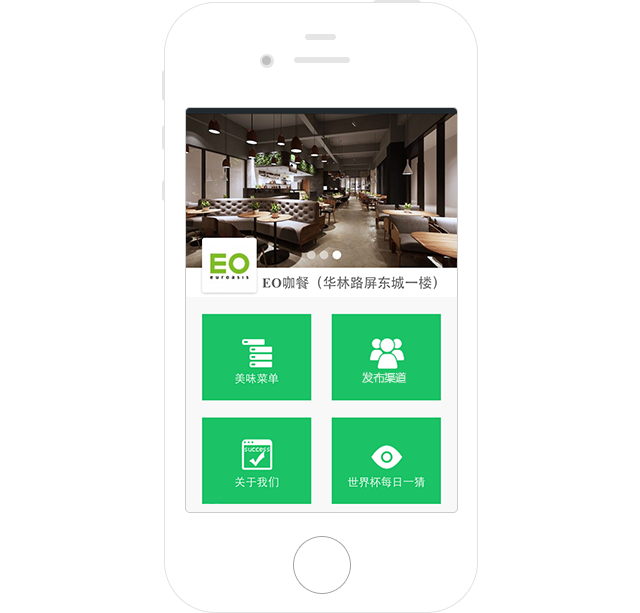 EO
euroasis
EO咖餐（华林路屏东城一楼）
美味菜单
发布渠道
success
关于我们
世界杯每日一猜